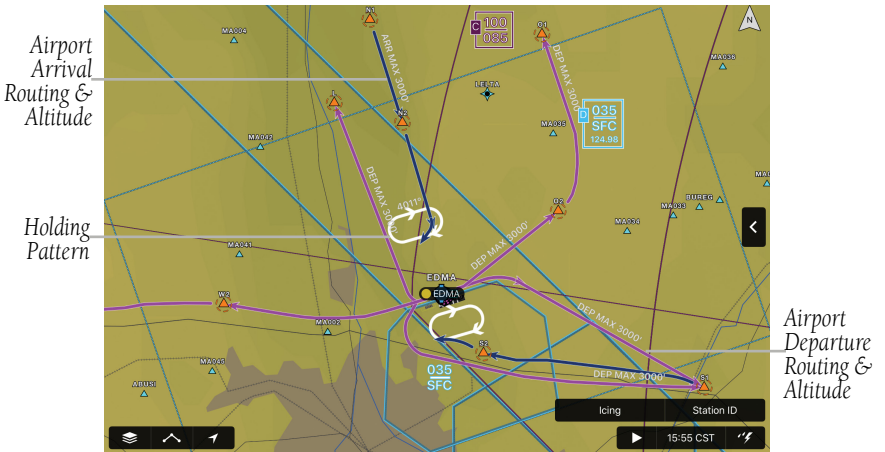 Airport
Arrival
Routing &
Altitude
Holding
Pattern
N1
MA004
ARR MAX 3000'
C 100
085
O1
N
MA036
DEP MAX 3000'
LELTA
L
N2
D 035
SFC
124.98
MA035
MA042
DEP MAX 3000'
4011°
O2
BUREG
MA033
MA034
MA041
DEP MAX 3000'
EDMA
EDMA
W2
MA002
DEP MAX 3000'
S2
035
SFC
MA043
ABUSI
DEP MAX 3000'
S1
Airport
Departure
Routing &
Altitude
Icing
Station ID
15:55 CST